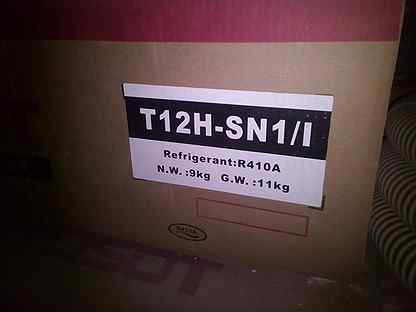 T12H-SN1/I
Refrigerant:R410A
N.W. :9kg G.W. :11kg